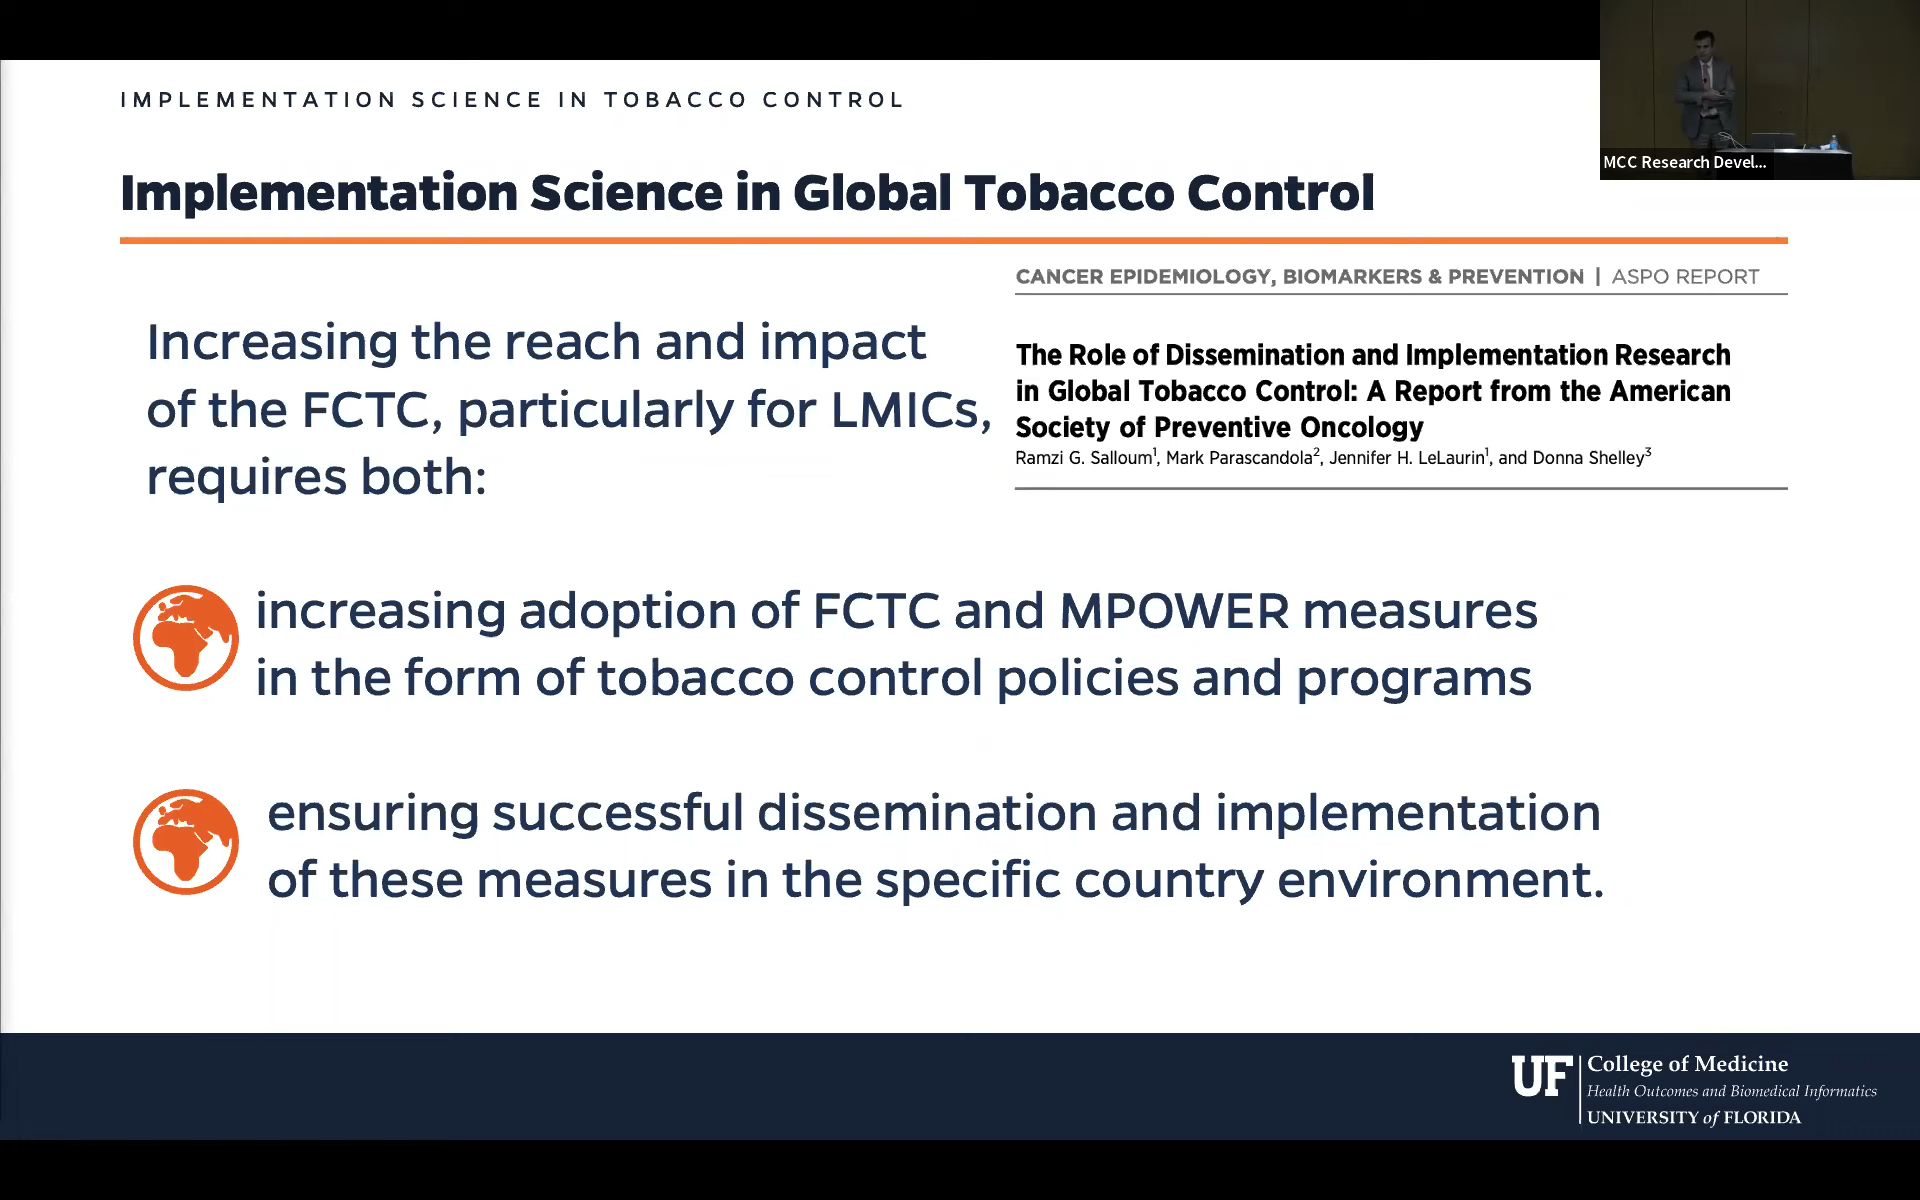 IMPLEMENTATION SCIENCE IN TOBACCO CONTROL
MCC Research Devel...
Implementation Science in Global Tobacco Control
Increasing the reach and impact
of the FCTC, particularly for LMICs,
requires both:
CANCER EPIDEMIOLOGY, BIOMARKERS & PREVENTION | ASPO REPORT
The Role of Dissemination and Implementation Research
in Global Tobacco Control: A Report from the American
Society of Preventive Oncology
Ramzi G. Salloum¹, Mark Parascandola², Jennifer H. LeLaurin¹, and Donna Shelley³
increasing adoption of FCTC and MPOWER measures
in the form of tobacco control policies and programs
ensuring successful dissemination and implementation
of these measures in the specific country environment.
UF
College of Medicine
Health Outcomes and Biomedical Informatics
UNIVERSITY of FLORIDA